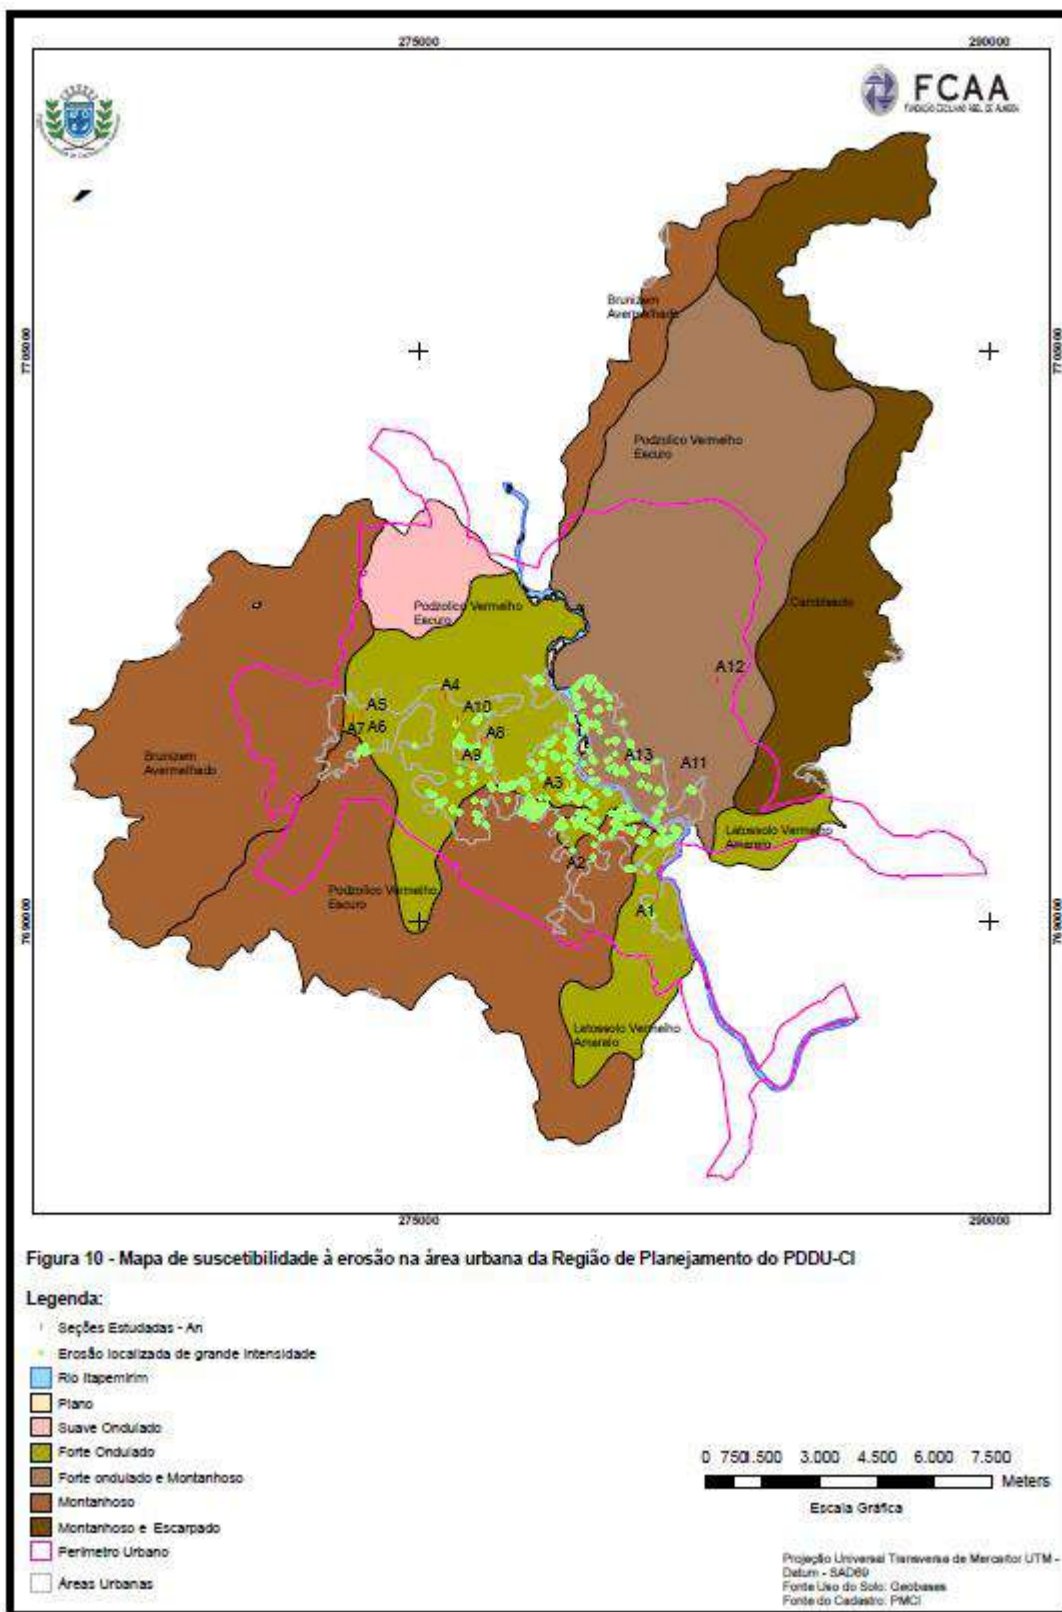 275000 290000
FCAA
7705000 7705000
Brunizem
Avermelhado
Podzolico Vermelho
Escuro
Podzolico Vermelho
Escuro
Cambissolo
A12
A4
A5
A10
A7 A6
A8
A9
A13
A11
A3
Brunizem
Avermelhado
Latossolo Vermelho
Amarelo
A2
Podzolico Vermelho
Escuro
A1
7690000 7690000
Latossolo Vermelho
Amarelo
275000 290000
Figura 10 - Mapa de suscetibilidade à erosão na área urbana da Região de Planejamento do PDDU-CI
Legenda:
Seções Estudadas - An
Erosão localizada de grande intensidade
Rio Itapemirim
Plano
Suave Ondulado
Forte Ondulado
Forte ondulado e Montanhoso
Montanhoso
Montanhoso e Escarpado
Perímetro Urbano
Áreas Urbanas
0 750 1.500 3.000 4.500 6.000 7.500
Meters
Escala Gráfica
Projeção Universal Transversa de Mercartor UTM -
Datum - SAD69
Fonte Uso do Solo: Geobases
Fonte do Cadastro: PMCI